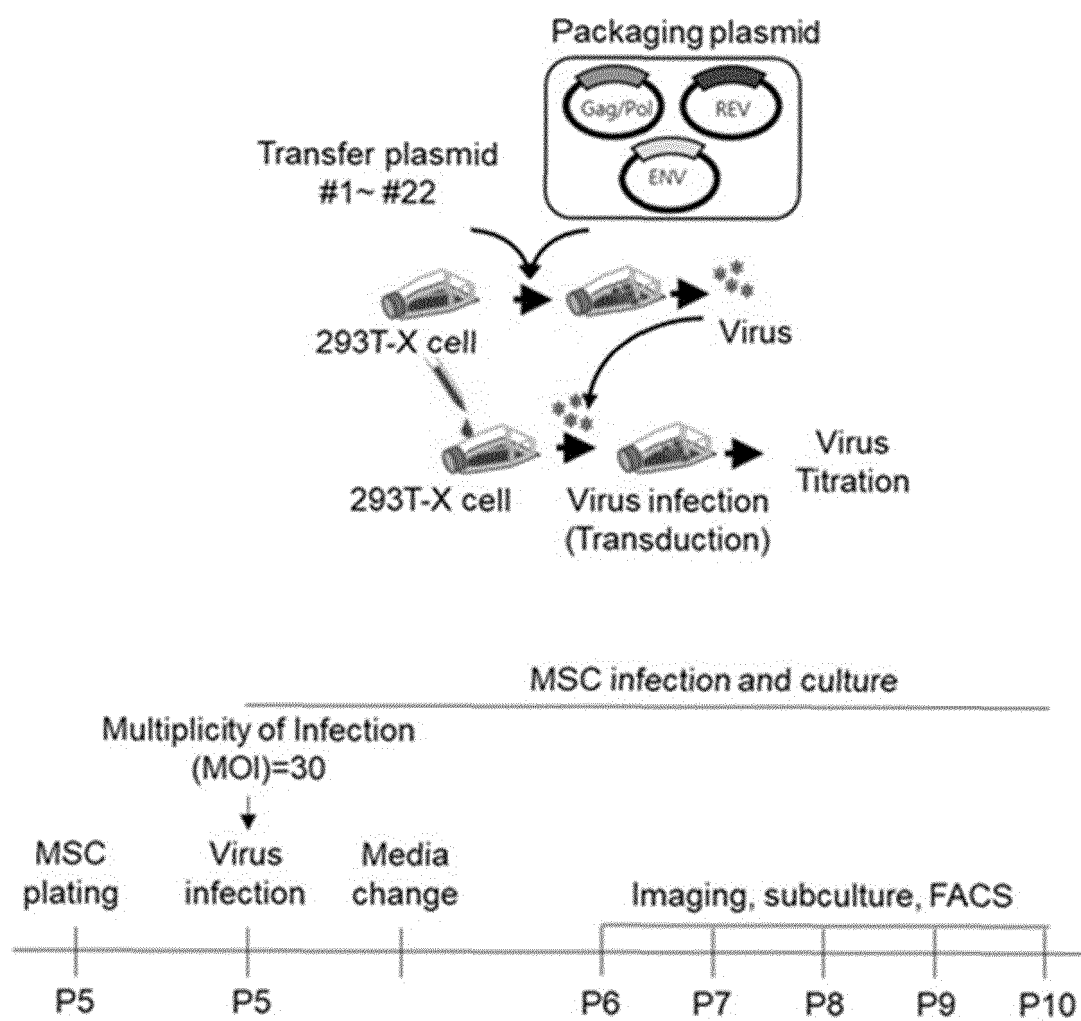 Packaging plasmid
Gag/Pol
REV
ENV
Transfer plasmid
#1~ #22
293T-X cell
Virus
293T-X cell
Virus infection
(Transduction)
Virus
Titration
MSC infection and culture
Multiplicity of Infection
(MOI)=30
MSC
plating
Virus
infection
Media
change
Imaging, subculture, FACS
P5
P5
P6
P7
P8
P9
P10